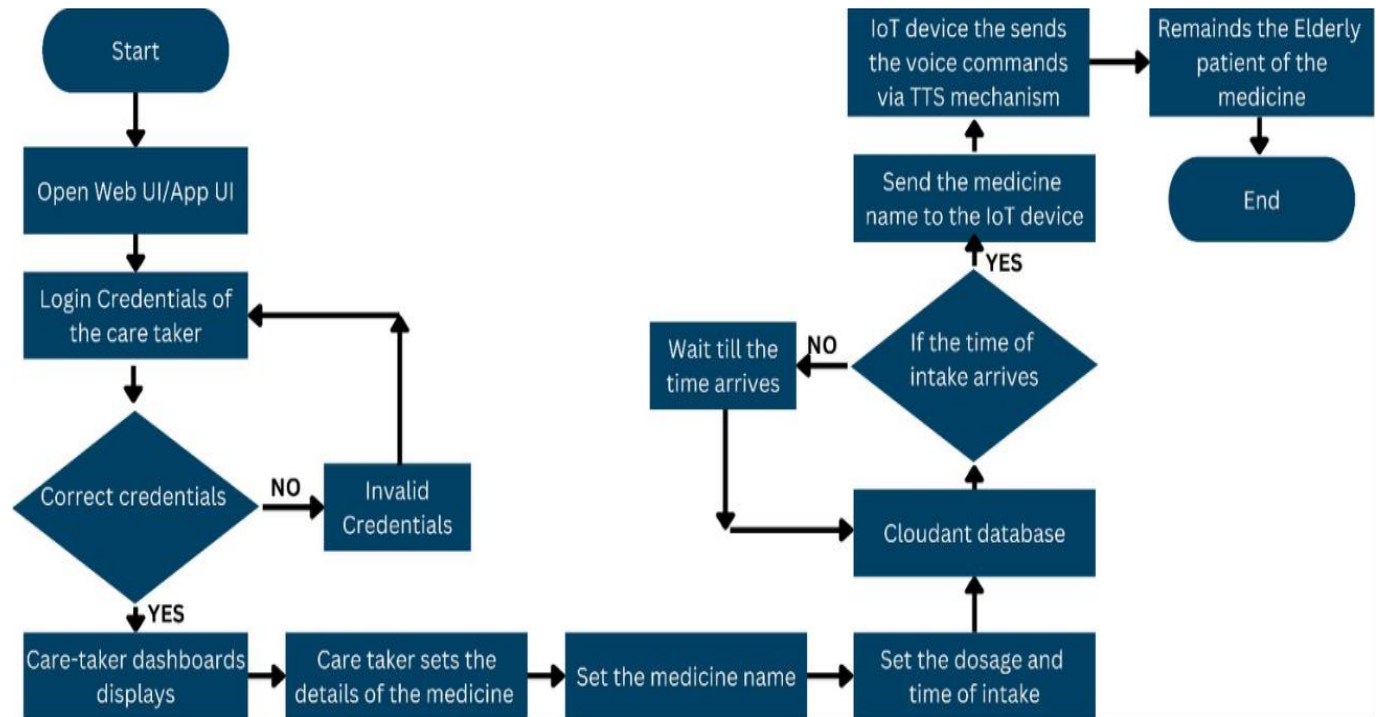 Start
Open Web UI/App UI
Login Credentials of
the care taker
Correct credentials
NO
Invalid
Credentials
YES
Care-taker dashboards
displays
Care taker sets the
details of the medicine
Set the medicine name
Set the dosage and
time of intake
Cloudant database
If the time of
intake arrives
NO
Wait till the
time arrives
YES
Send the medicine
name to the IoT device
IoT device the sends
the voice commands
via TTS mechanism
Remainds the Elderly
patient of the
medicine
End